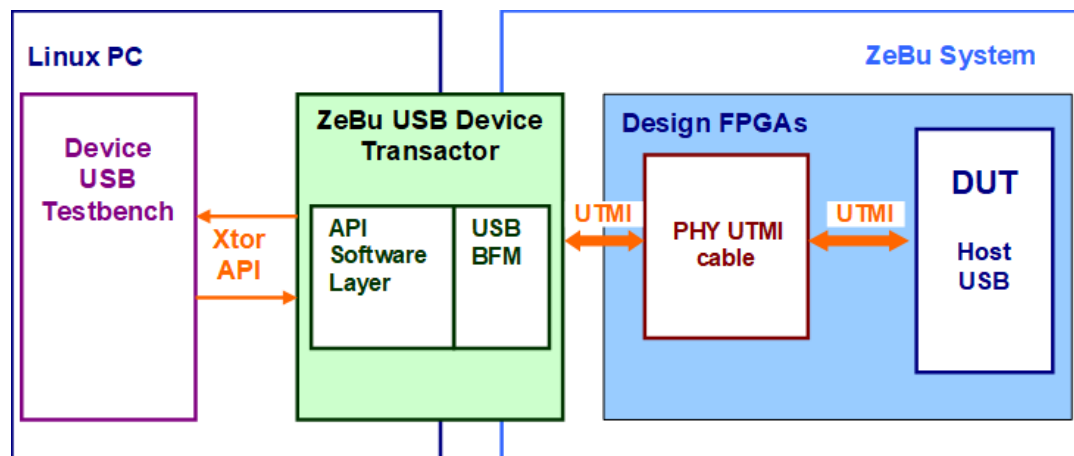 Linux PC
ZeBu System
Device
USB
Testbench
Xtor
API
ZeBu USB Device
Transactor
API
Software
Layer
USB
BFM
UTMI
Design FPGAs
PHY UTMI
cable
UTMI
DUT
Host
USB